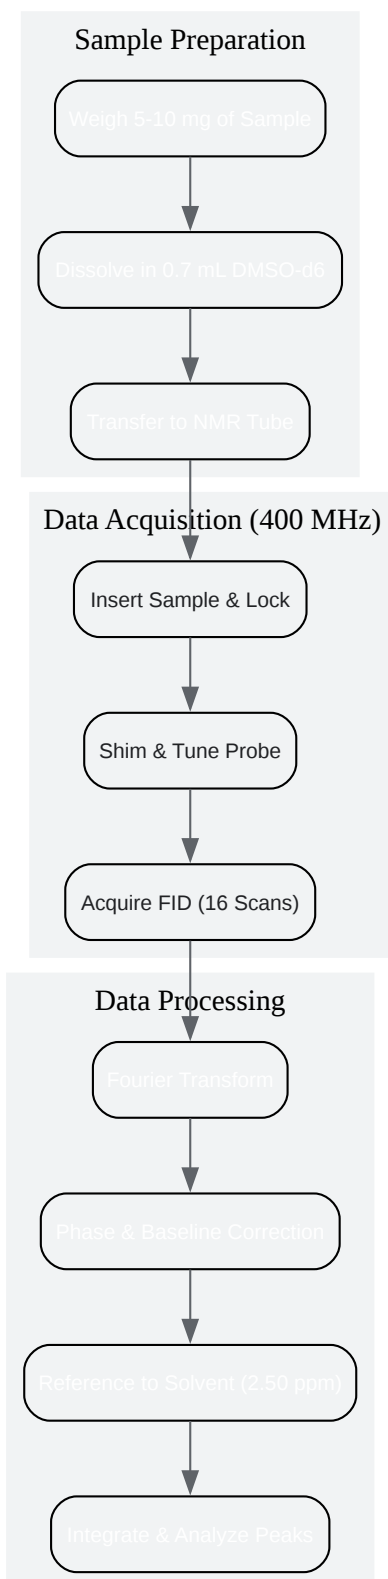 Sample Preparation
Weigh 5-10 mg of Sample
Dissolve in 0.7 mL DMSO-d6
Transfer to NMR Tube
Data Acquisition (400 MHz)
Insert Sample & Lock
Shim & Tune Probe
Acquire FID (16 Scans)
Data Processing
Fourier Transform
Phase & Baseline Correction
Reference to Solvent (2.50 ppm)
Integrate & Analyze Peaks